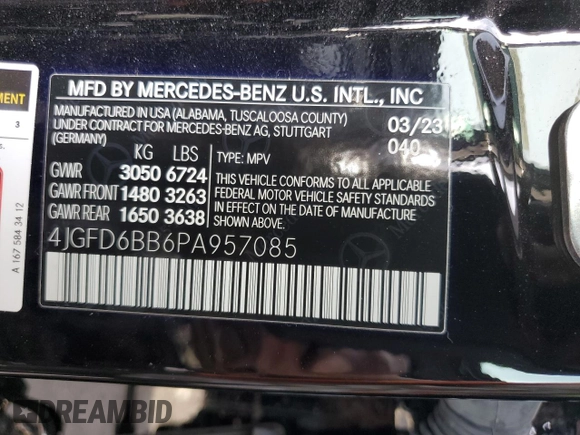 MFD BY MERCEDES-BENZ U.S. INTL., INC
MANUFACTURED IN USA (ALABAMA, TUSCALOOSA COUNTY)
UNDER CONTRACT FOR MERCEDES-BENZ AG, STUTTGART
03/23
040
KG LBS
TYPE: MPV
GVWR 3050 6724
GAWR FRONT 1480 3263
GAWR REAR 1650 3638
THIS VEHICLE CONFORMS TO ALL APPLICABLE
FEDERAL MOTOR VEHICLE SAFETY STANDARDS
IN EFFECT ON THE DATE OF MANUFACTURE
SHOWN ABOVE.
4JGFD6BB6PA957085
3
A 167 584 34 12
DREAMBID